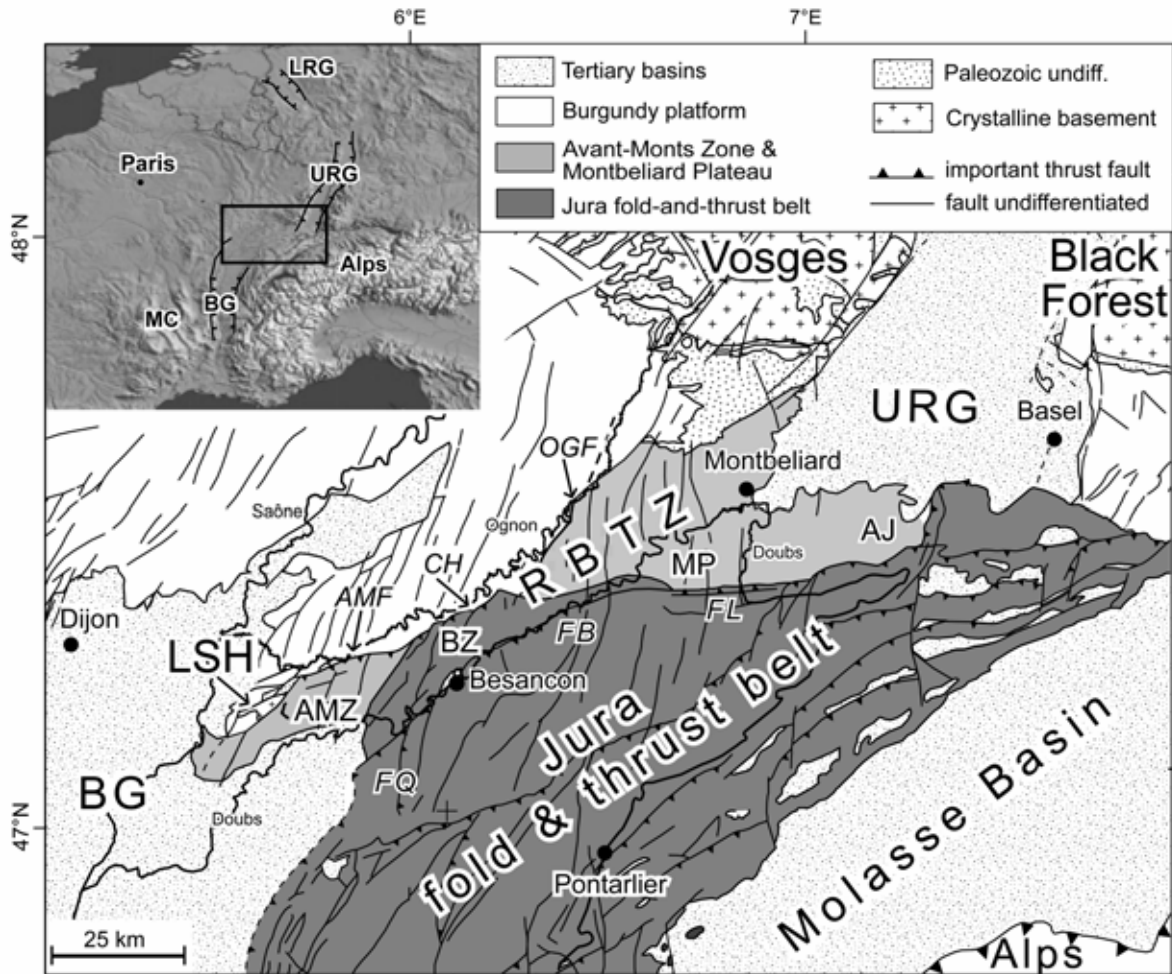 6°E
7°E
48°N
47°N
LRG
Paris
URG
Alps
BG
MC
Tertiary basins
Burgundy platform
Avant-Monts Zone &
Montbeliard Plateau
Jura fold-and-thrust belt
Paleozoic undiff.
Crystalline basement
important thrust fault
fault undifferentiated
Vosges
Black
Forest
URG
Basel
OGF
Montbeliard
Saône
Ognon
RBTZ
AJ
MP
Doubs
CH
AMF
Dijon
FL
FB
BZ
LSH
Besancon
AMZ
Jura
fold & thrust belt
FQ
BG
Doubs
Pontarlier
Molasse Basin
25 km
Alps